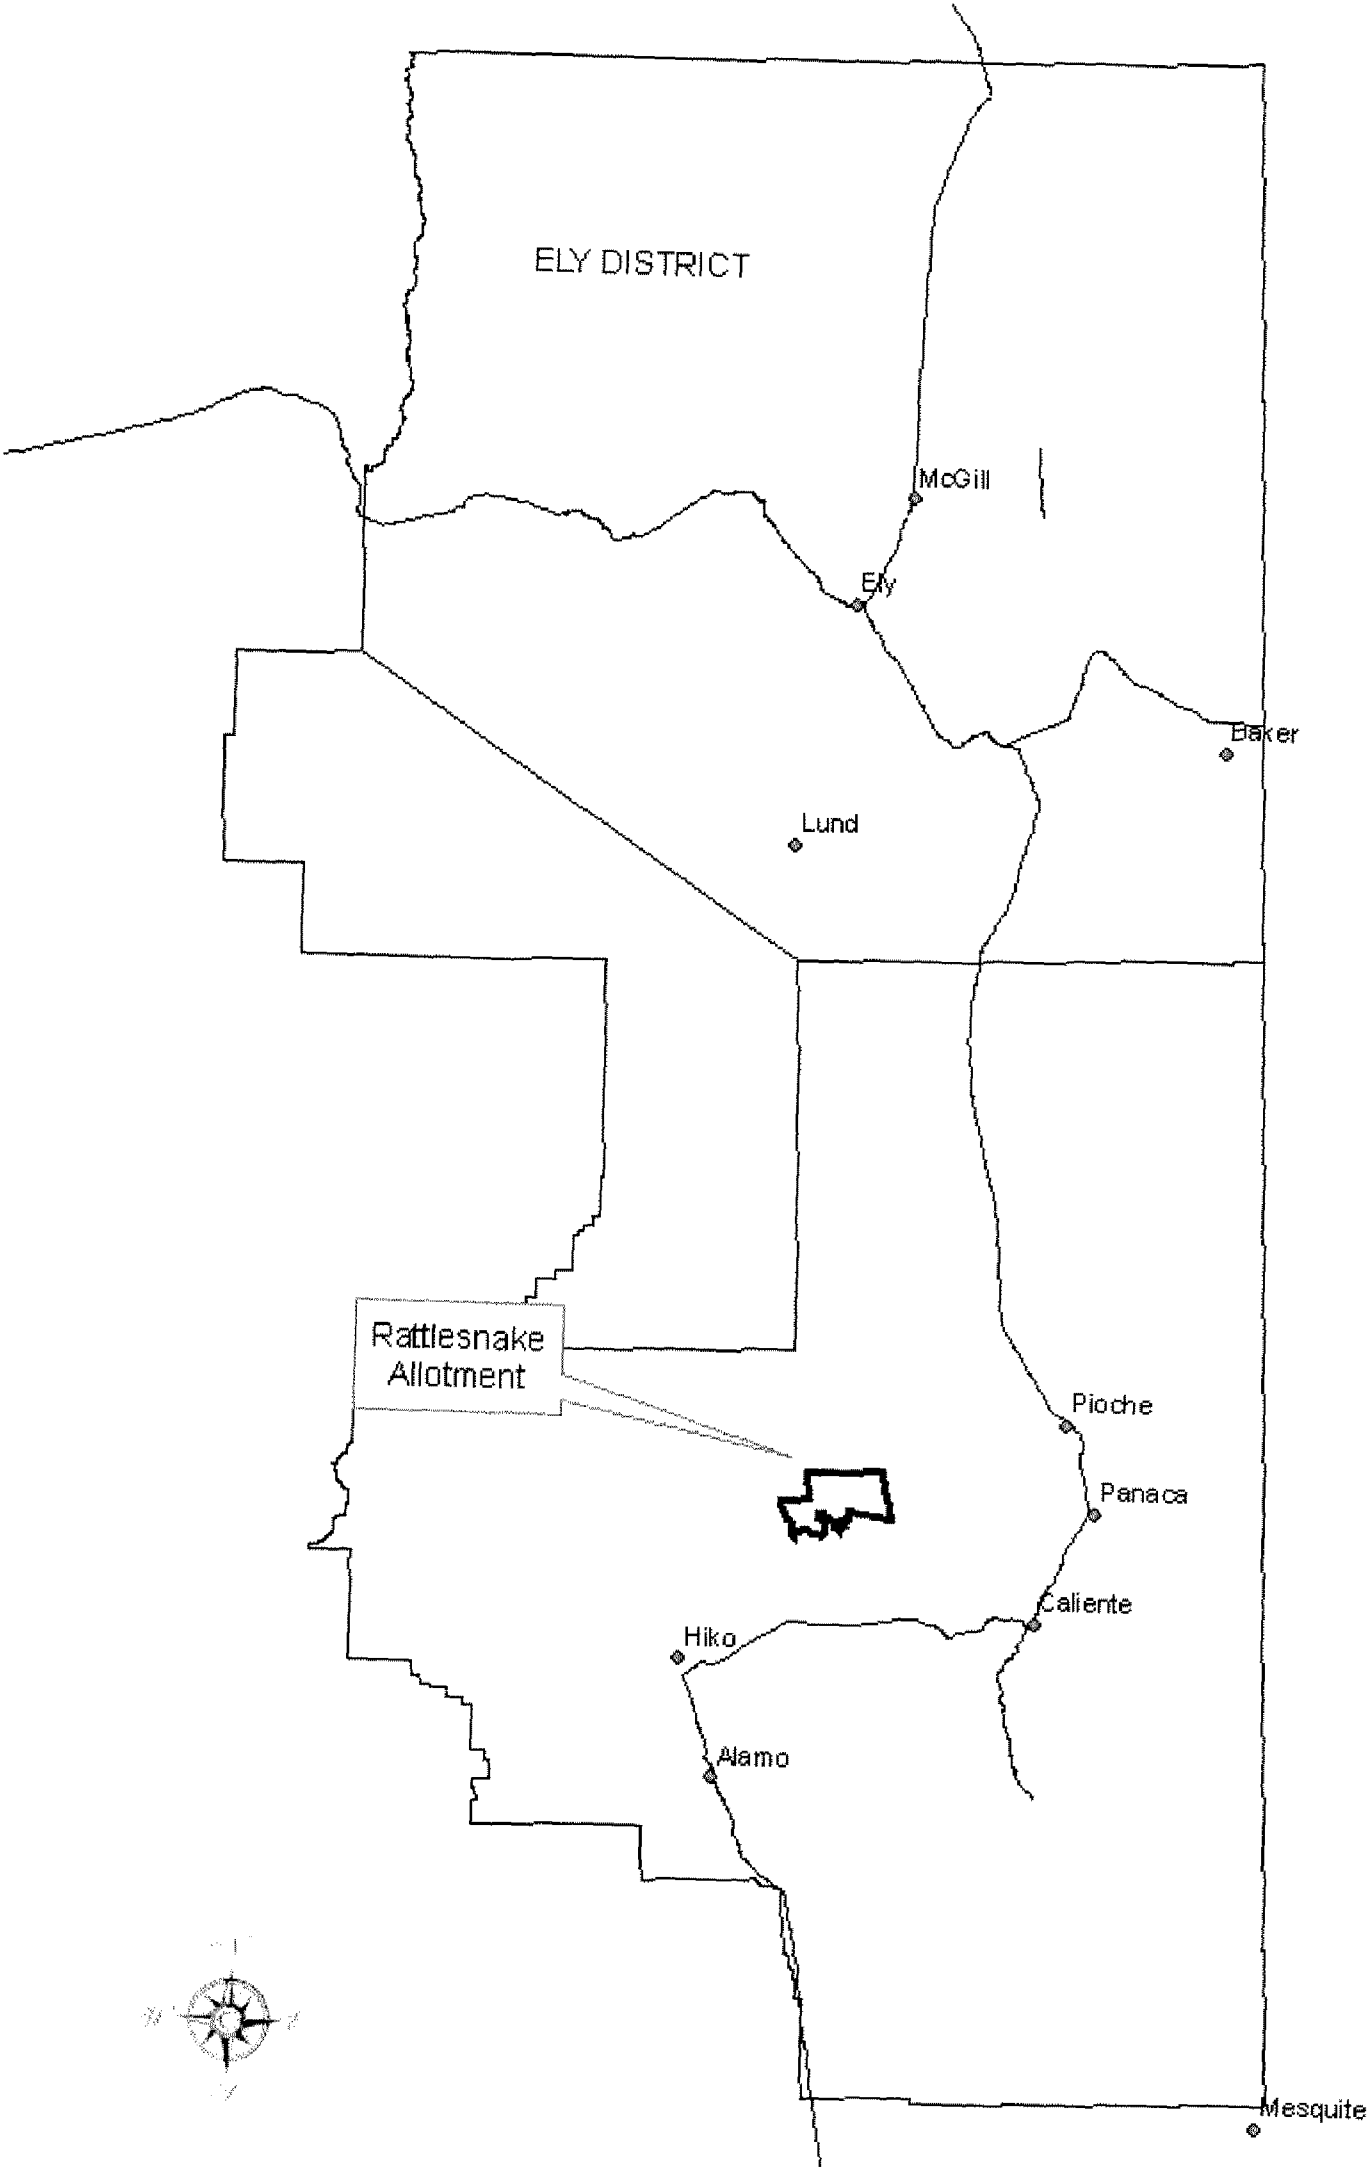 ELY DISTRICT
McGill
Ely
Baker
Lund
Rattlesnake
Allotment
Pioche
Panaca
Caliente
Hiko
Alamo
Mesquite